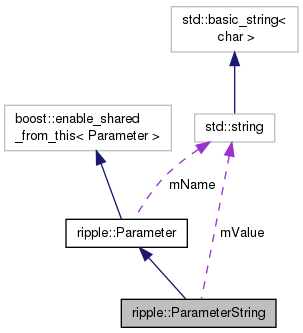 std::basic_string<
char >
boost::enable_shared
_from_this< Parameter >
std::string
mName
ripple::Parameter
mValue
ripple::ParameterString